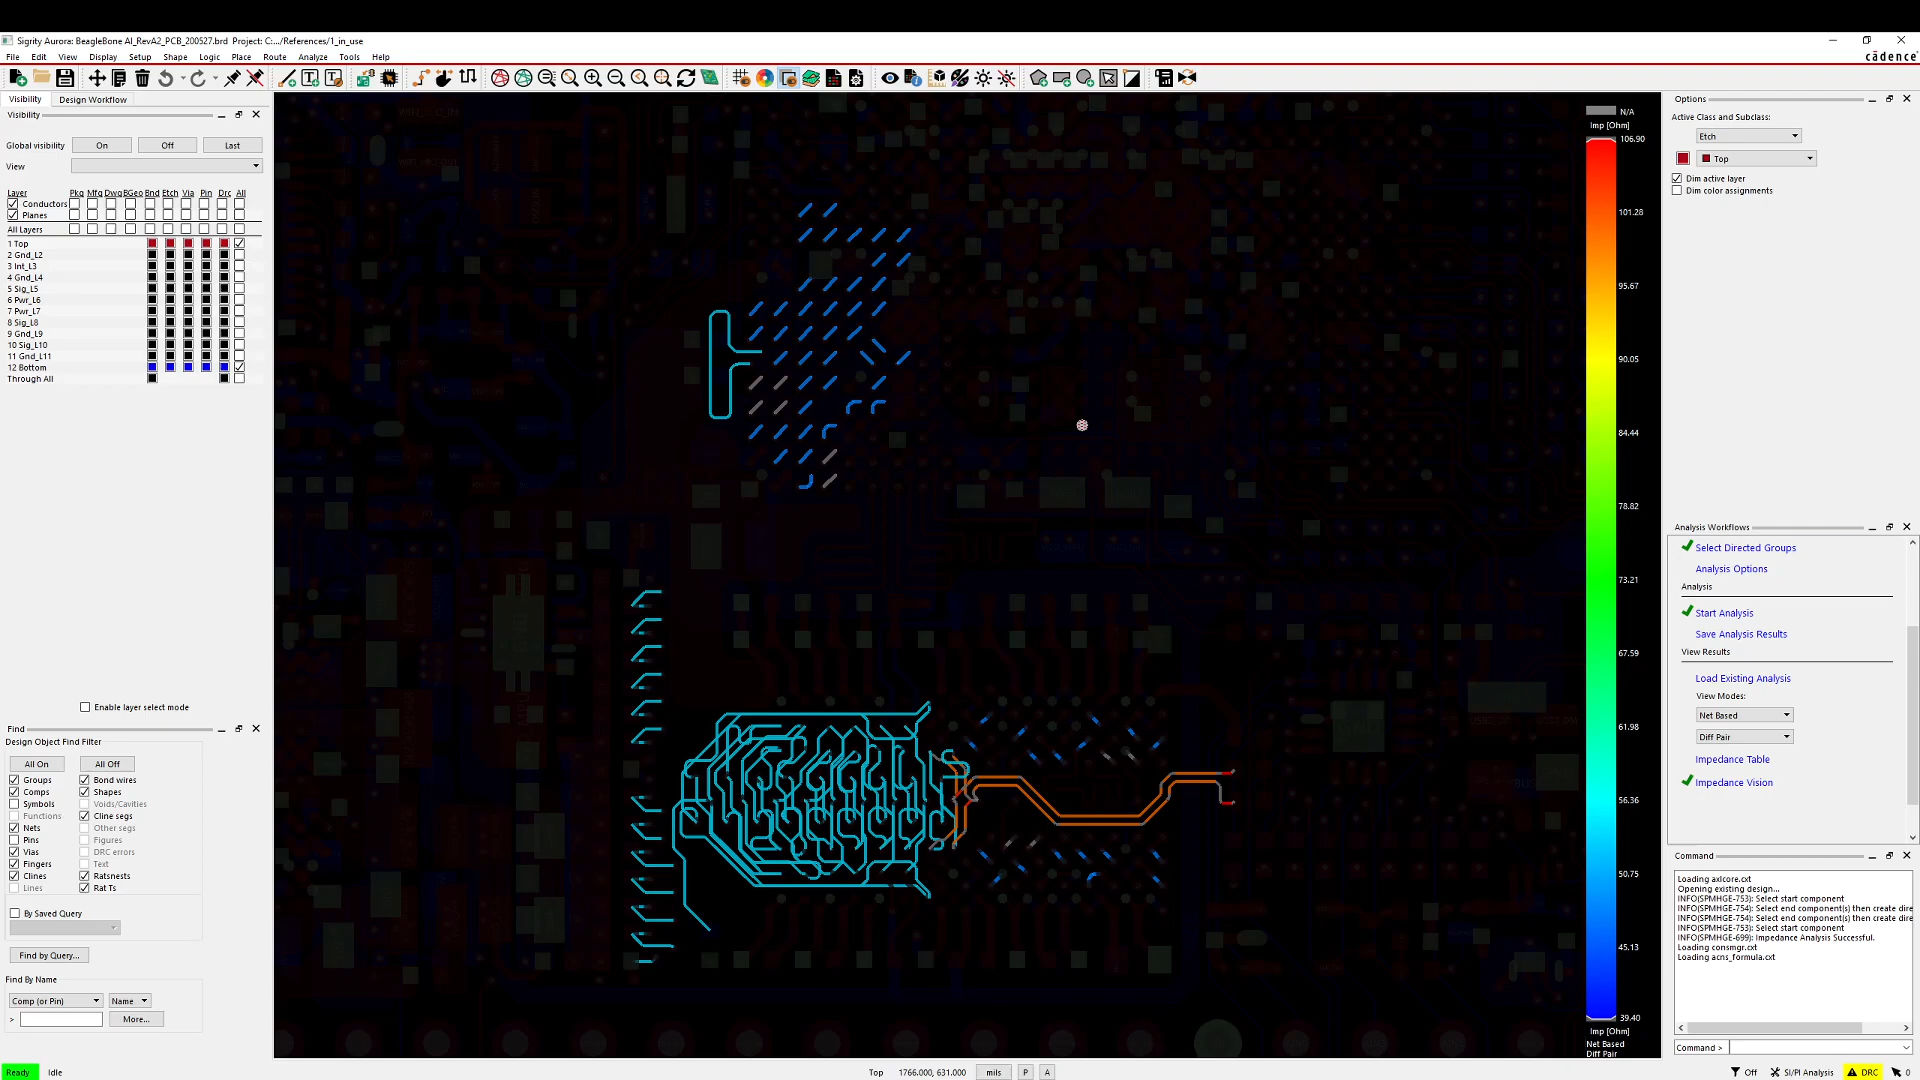 Sigrity Aurora: BeagleBone AI_RevA2_PCB_200527.brd Project: C:.../References/1_in_use
File Edit View Display Setup Shape Logic Place Route Analyze Tools Help
cādence
Visibility Design Workflow
Visibility
Global visibility On Off Last
View
Layer Pkg Mfg Dwg BGeo Bnd Etch Via Pin Drc All
Conductors
Planes
All Layers
1 Top
2 Gnd_L2
3 Int_L3
4 Gnd_L4
5 Sig_L5
6 Pwr_L6
7 Pwr_L7
8 Sig_L8
9 Gnd_L9
10 Sig_L10
11 Gnd_L11
12 Bottom
Through All
Enable layer select mode
Find
Design Object Find Filter
All On All Off
Groups Bond wires
Comps Shapes
Symbols Voids/Cavities
Functions Cline segs
Nets Other segs
Pins Figures
Vias DRC errors
Fingers Text
Clines Ratsnests
Lines Rat Ts
By Saved Query
Find by Query...
Find By Name
Comp (or Pin) Name
> More...
N/A
Imp [Ohm]
106.90
101.28
95.67
90.05
84.44
78.82
73.21
67.59
61.98
56.36
50.75
45.13
39.40
Imp [Ohm]
Net Based
Diff Pair
Options
Active Class and Subclass:
Etch
Top
Dim active layer
Dim color assignments
Analysis Workflows
Select Directed Groups
Analysis Options
Analysis
Start Analysis
Save Analysis Results
View Results
Load Existing Analysis
View Modes:
Net Based
Diff Pair
Impedance Table
Impedance Vision
Command
Loading axlcore.cxt
Opening existing design...
INFO(SPMHGE-753): Select start component
INFO(SPMHGE-754): Select end component(s) then create dire
INFO(SPMHGE-754): Select end component(s) then create dire
INFO(SPMHGE-753): Select start component
INFO(SPMHGE-699): Impedance Analysis Successful.
Loading consmgr.cxt
Loading acns_formula.cxt
Command >
Ready Idle Top 1766.000, 631.000 mils P A Off SI/PI Analysis DRC 0